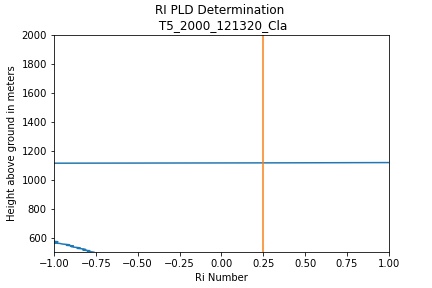 RI PLD Determination
T5_2000_121320_Cla
2000
1800
1600
1400
1200
1000
800
600
Height above ground in meters
−1.00 −0.75 −0.50 −0.25 0.00 0.25 0.50 0.75 1.00
Ri Number